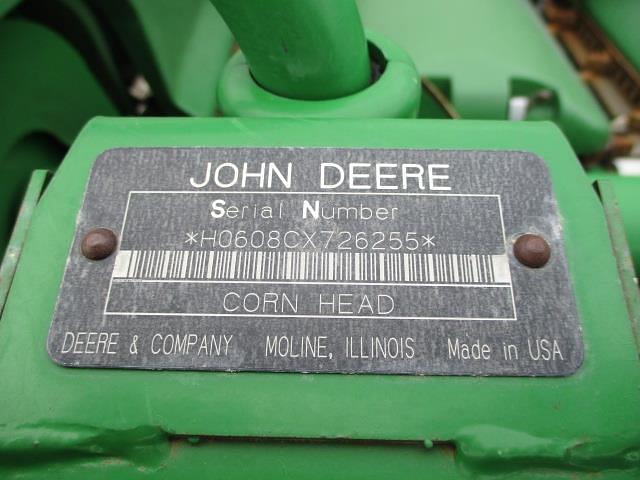 JOHN DEERE
Serial Number
*H0608CX726255*
CORN HEAD
DEERE & COMPANY MOLINE, ILLINOIS Made in USA